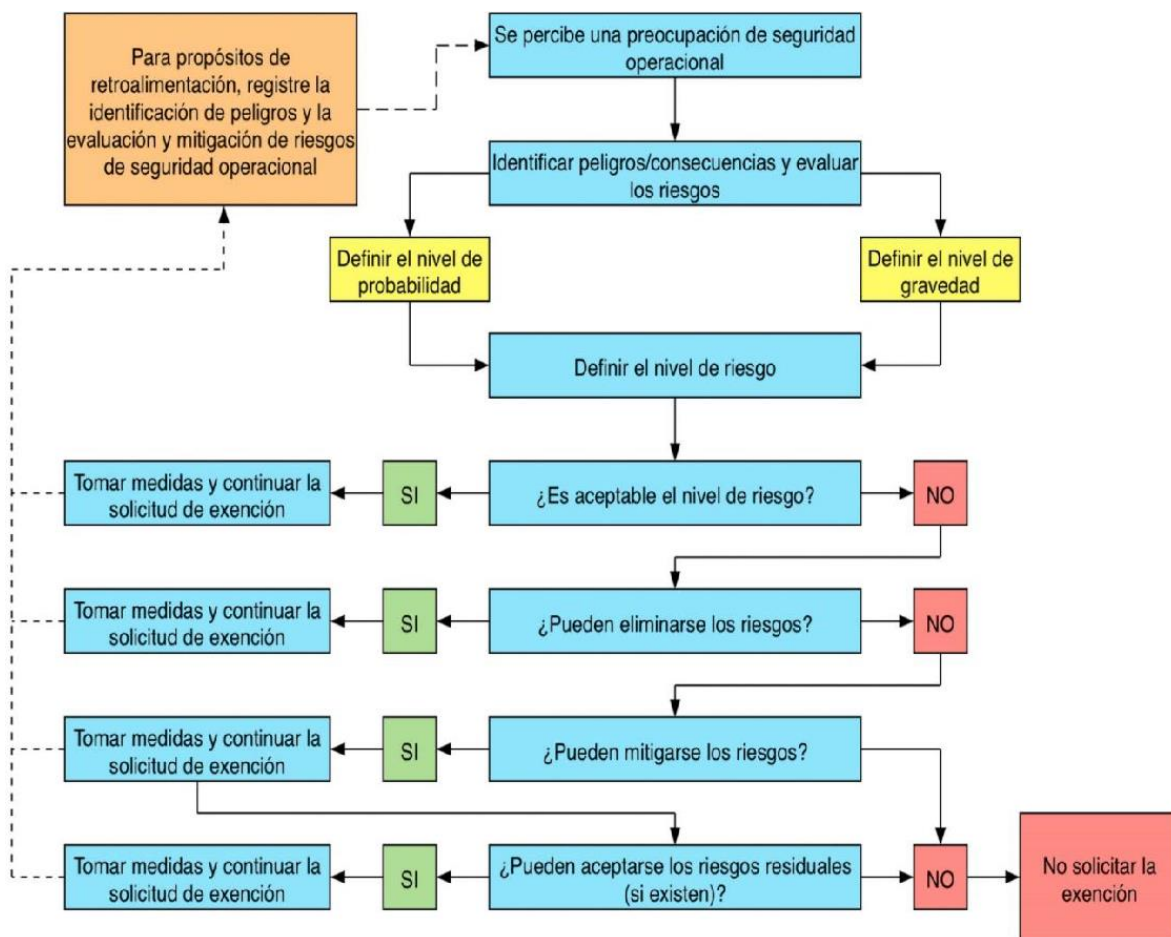 Para propósitos de
retroalimentación, registre la
identificación de peligros y la
evaluación y mitigación de riesgos
de seguridad operacional
Se percibe una preocupación de seguridad
operacional
Identificar peligros/consecuencias y evaluar
los riesgos
Definir el nivel de
probabilidad
Definir el nivel de
gravedad
Definir el nivel de riesgo
Tomar medidas y continuar la
solicitud de exención
SI
¿Es aceptable el nivel de riesgo?
NO
Tomar medidas y continuar la
solicitud de exención
SI
¿Pueden eliminarse los riesgos?
NO
Tomar medidas y continuar la
solicitud de exención
SI
¿Pueden mitigarse los riesgos?
Tomar medidas y continuar la
solicitud de exención
SI
¿Pueden aceptarse los riesgos residuales
(si existen)?
NO
No solicitar la
exención